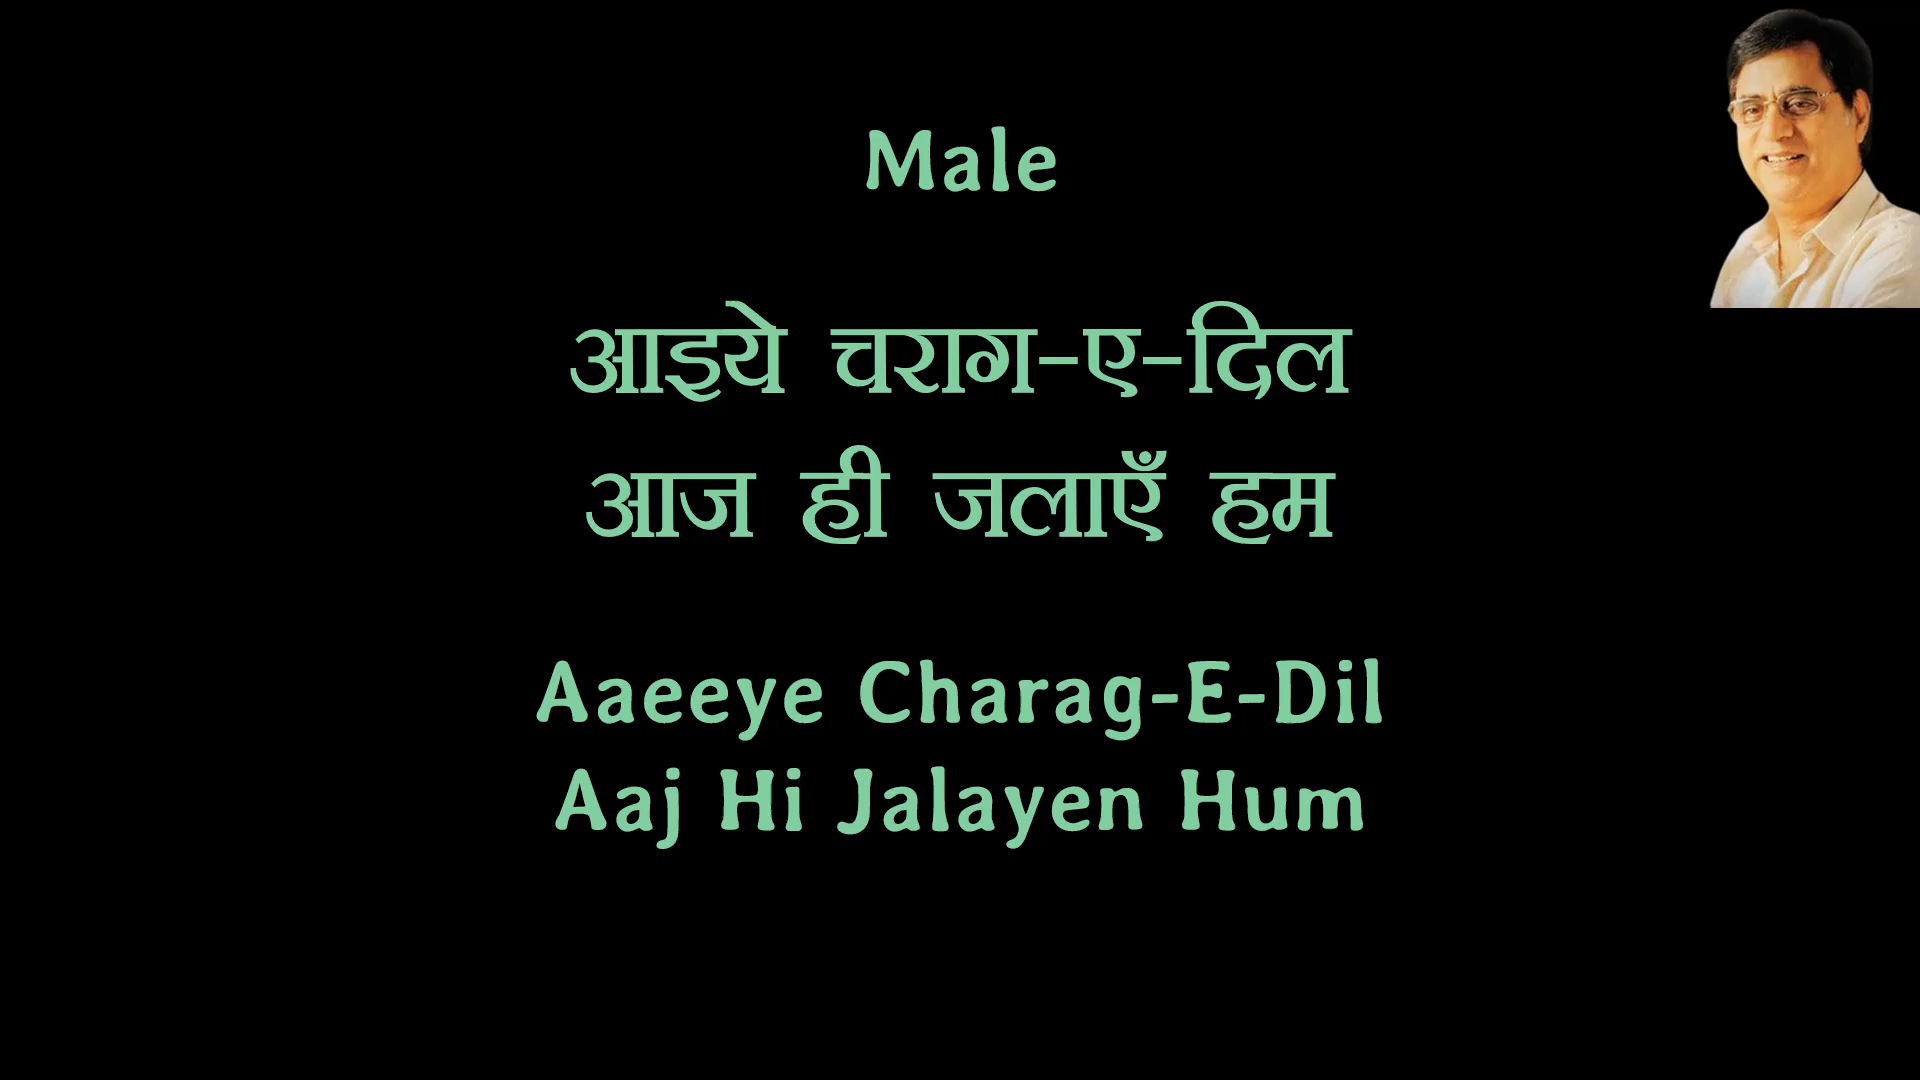 Male
आइये चराग-ए-दिल
आज ही जलाएँ हम
Aaeeye Charag-E-Dil
Aaj Hi Jalayen Hum